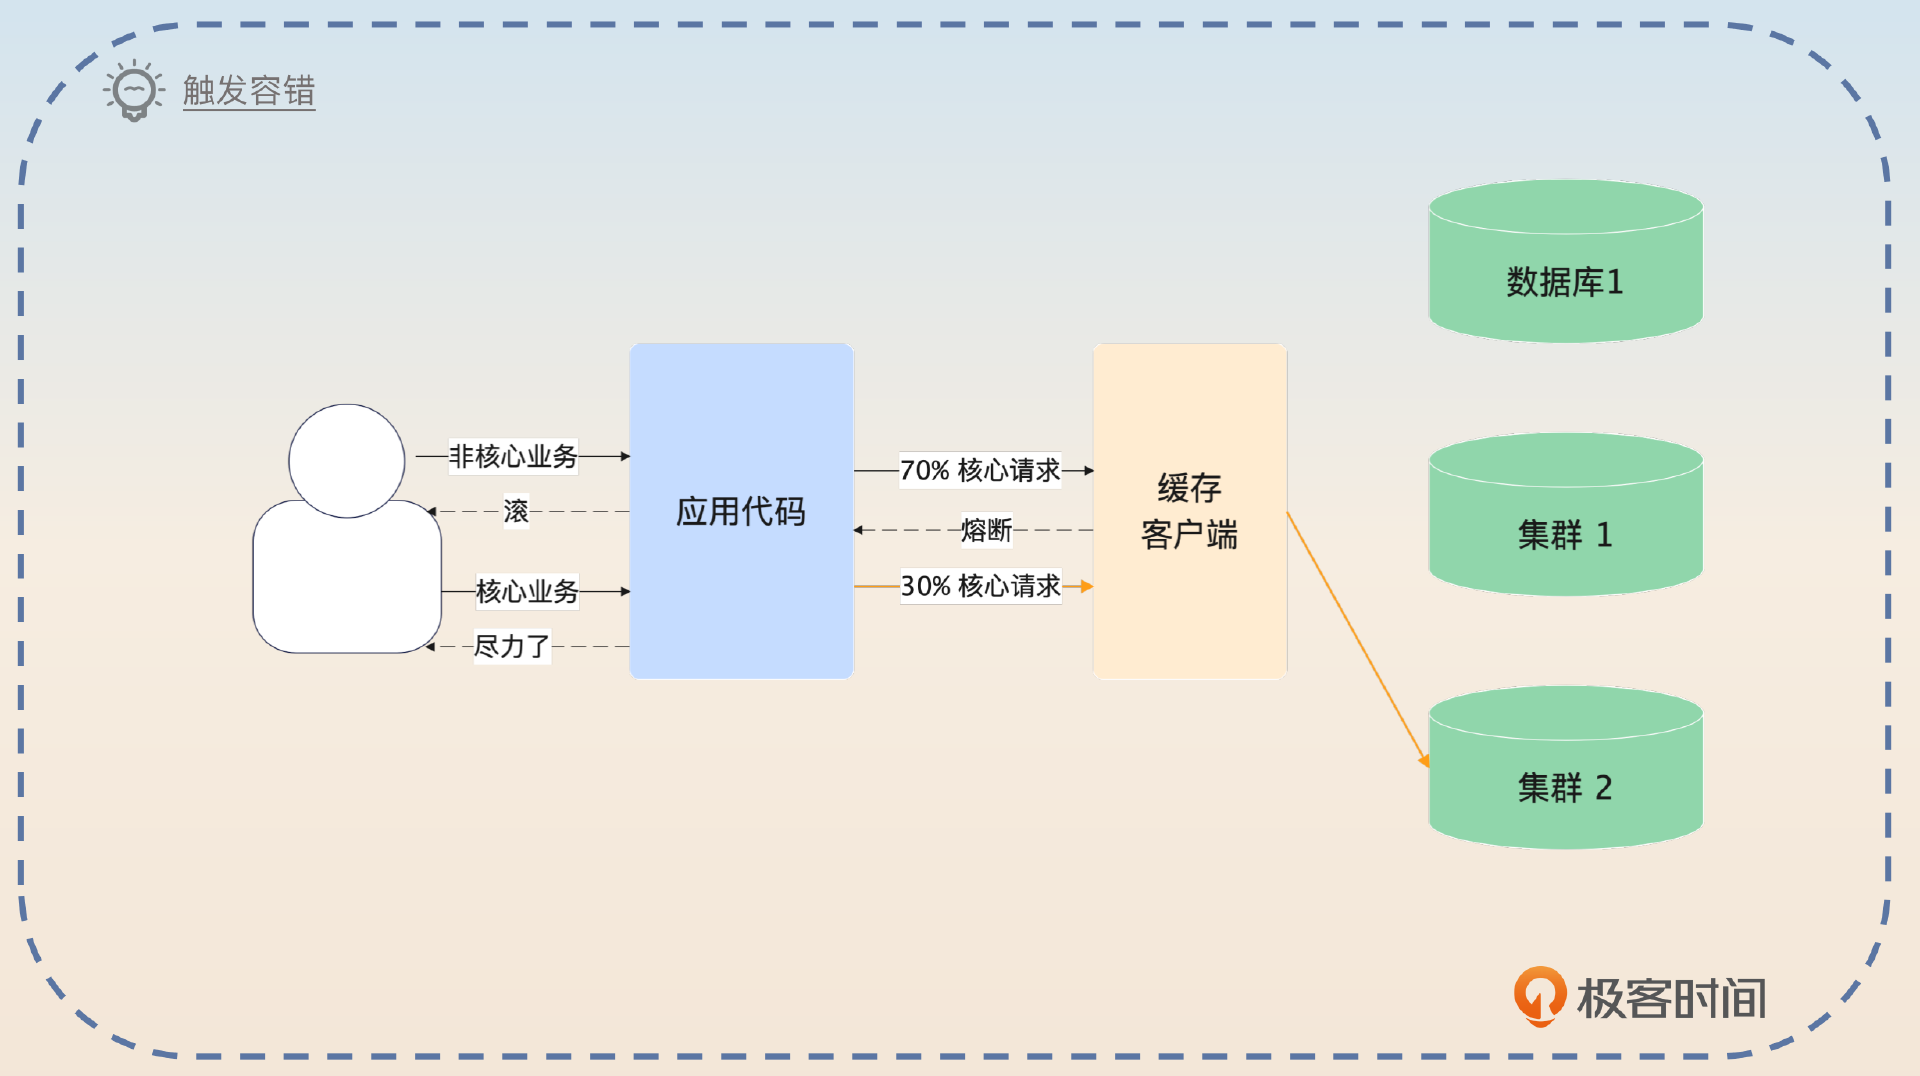 触发容错
数据库1
非核心业务
滚
核心业务
尽力了
应用代码
70% 核心请求
熔断
30% 核心请求
缓存
客户端
集群 1
集群 2
极客时间